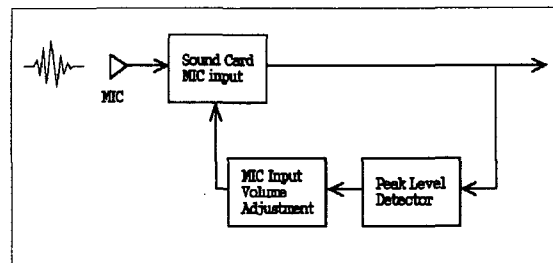 Sound Card
MIC input
MIC
MIC Input
Volume
Adjustment
Peak Level
Detector